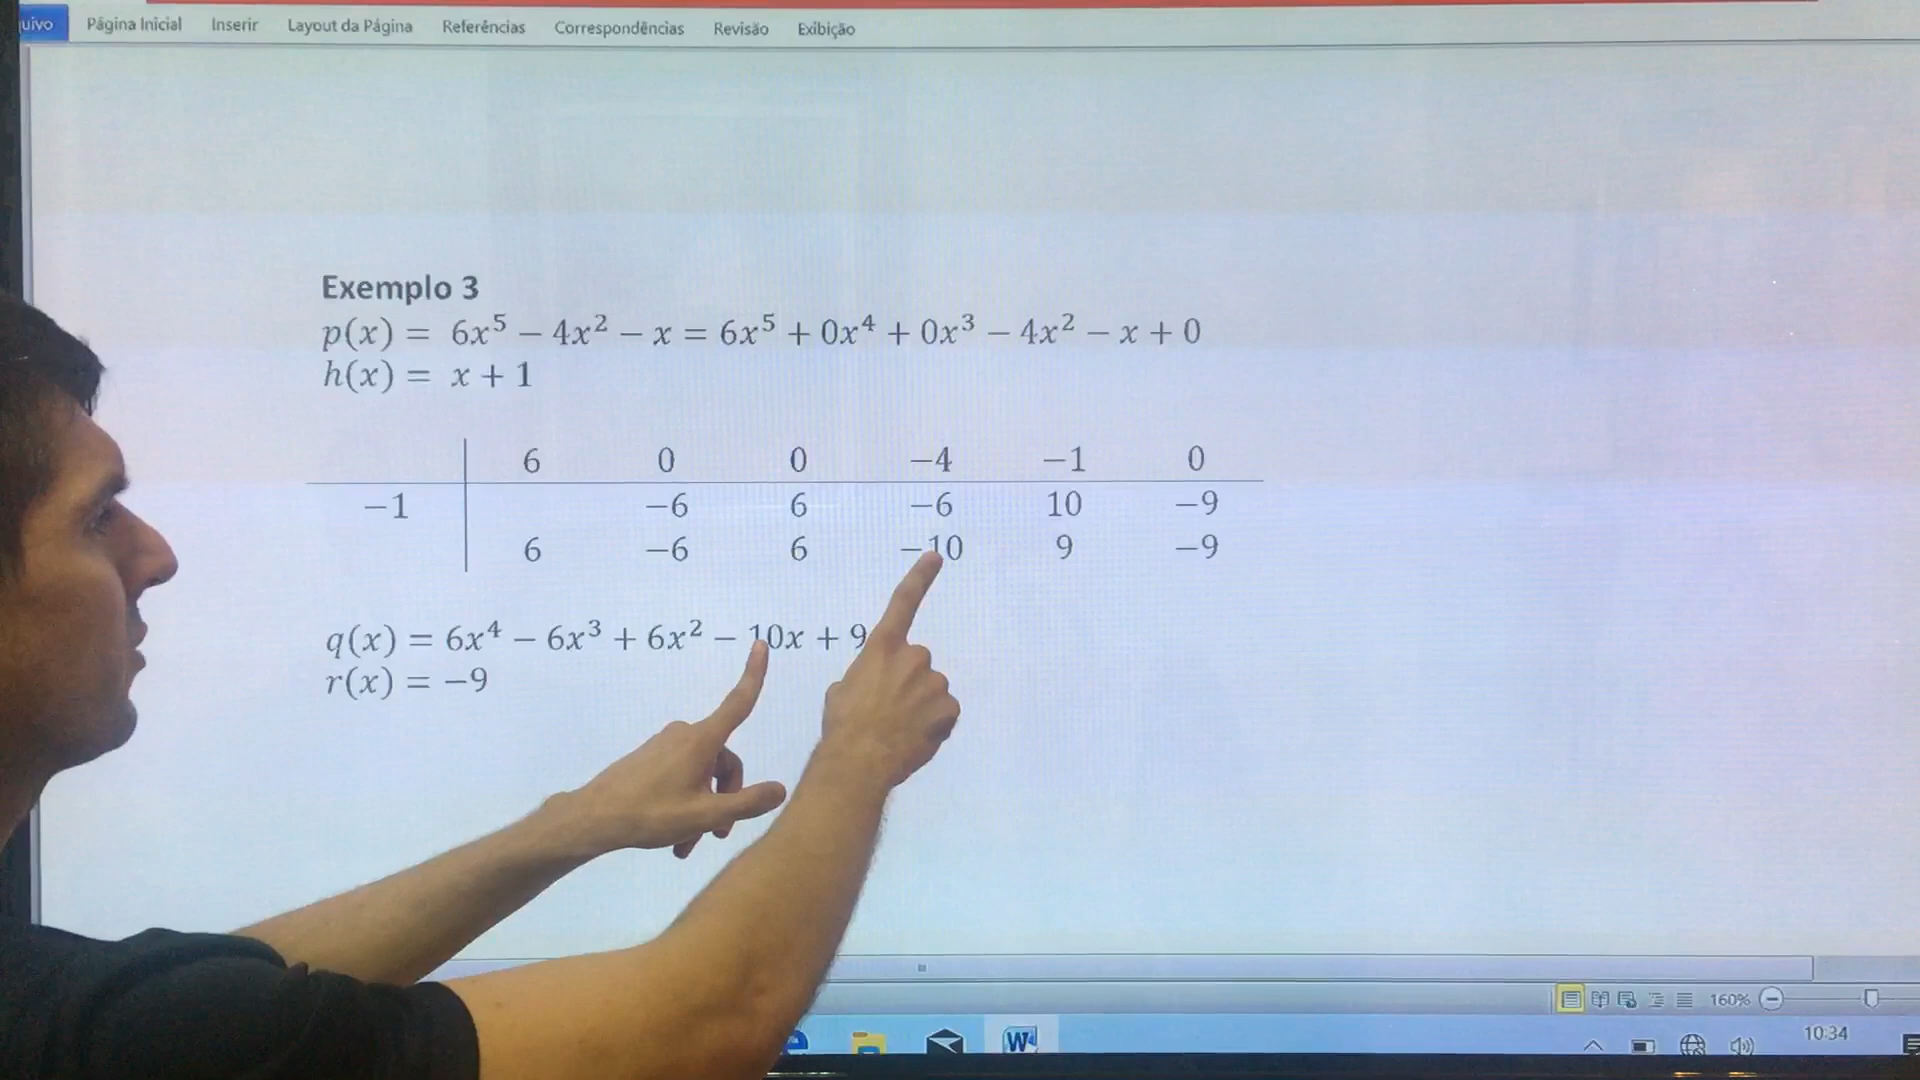 uivo Página Inicial Inserir Layout da Página Referências Correspondências Revisão Exibição
Exemplo 3
p(x) = 6x⁵ − 4x² − x = 6x⁵ + 0x⁴ + 0x³ − 4x² − x + 0
h(x) = x + 1
6 0 0 −4 −1 0
−1 −6 6 −6 10 −9
6 −6 6 −10 9 −9
q(x) = 6x⁴ − 6x³ + 6x² − 10x + 9
r(x) = −9
160%
W
10:34